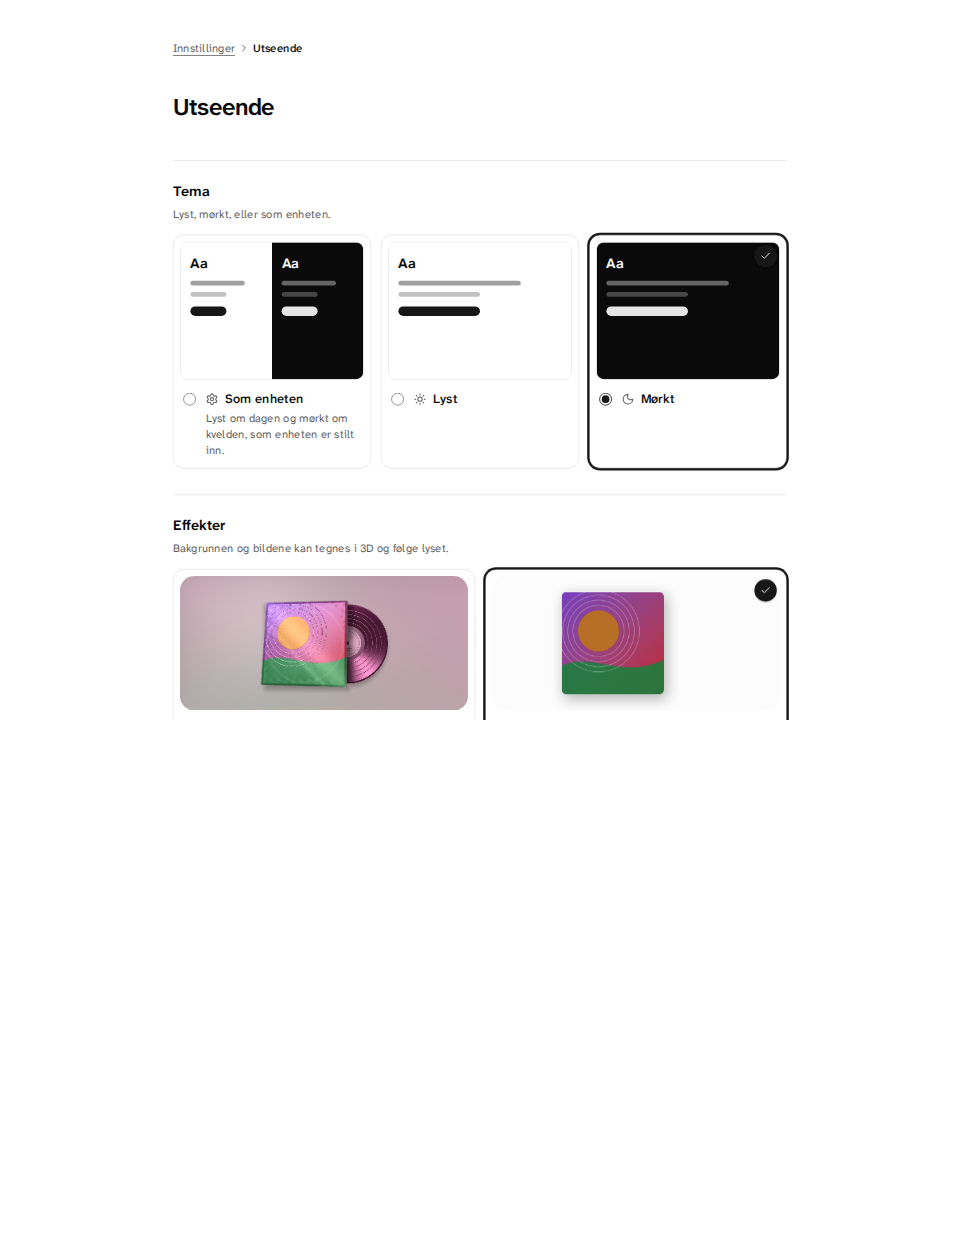 Innstillinger > Utseende
Utseende
Tema
Lyst, mørkt, eller som enheten.
Aa
Aa
Aa
Aa
Som enheten
Lyst om dagen og mørkt om
kvelden, som enheten er stilt
inn.
Lyst
Mørkt
Effekter
Bakgrunnen og bildene kan tegnes i 3D og følge lyset.